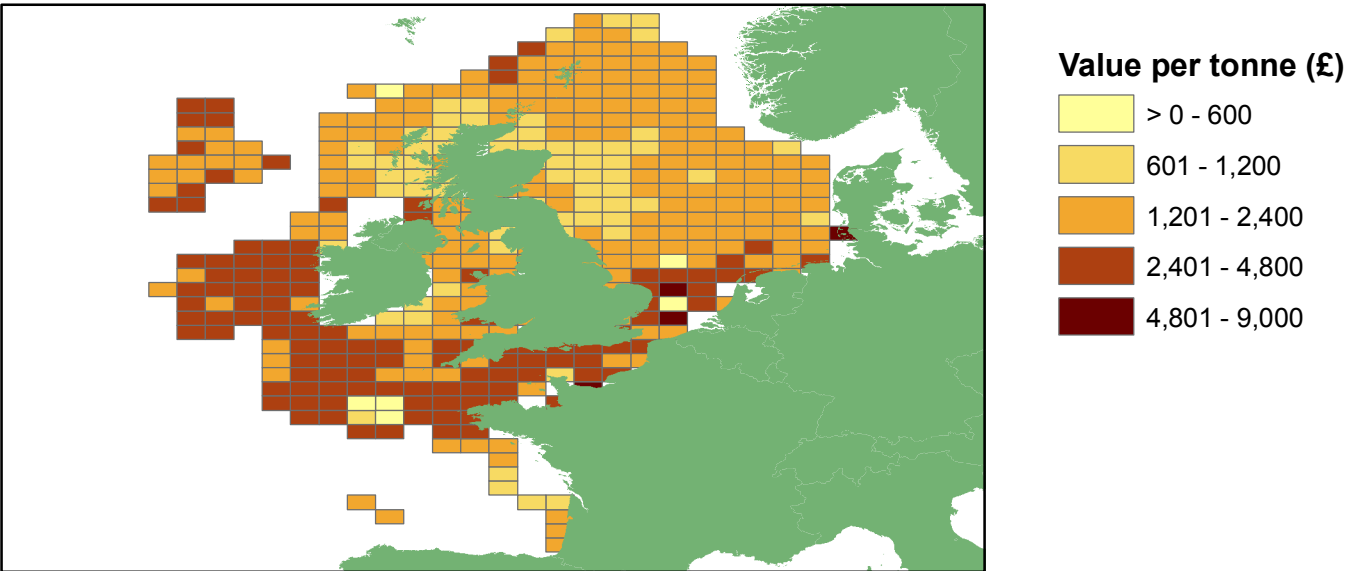 Value per tonne (£)
> 0 - 600
601 - 1,200
1,201 - 2,400
2,401 - 4,800
4,801 - 9,000